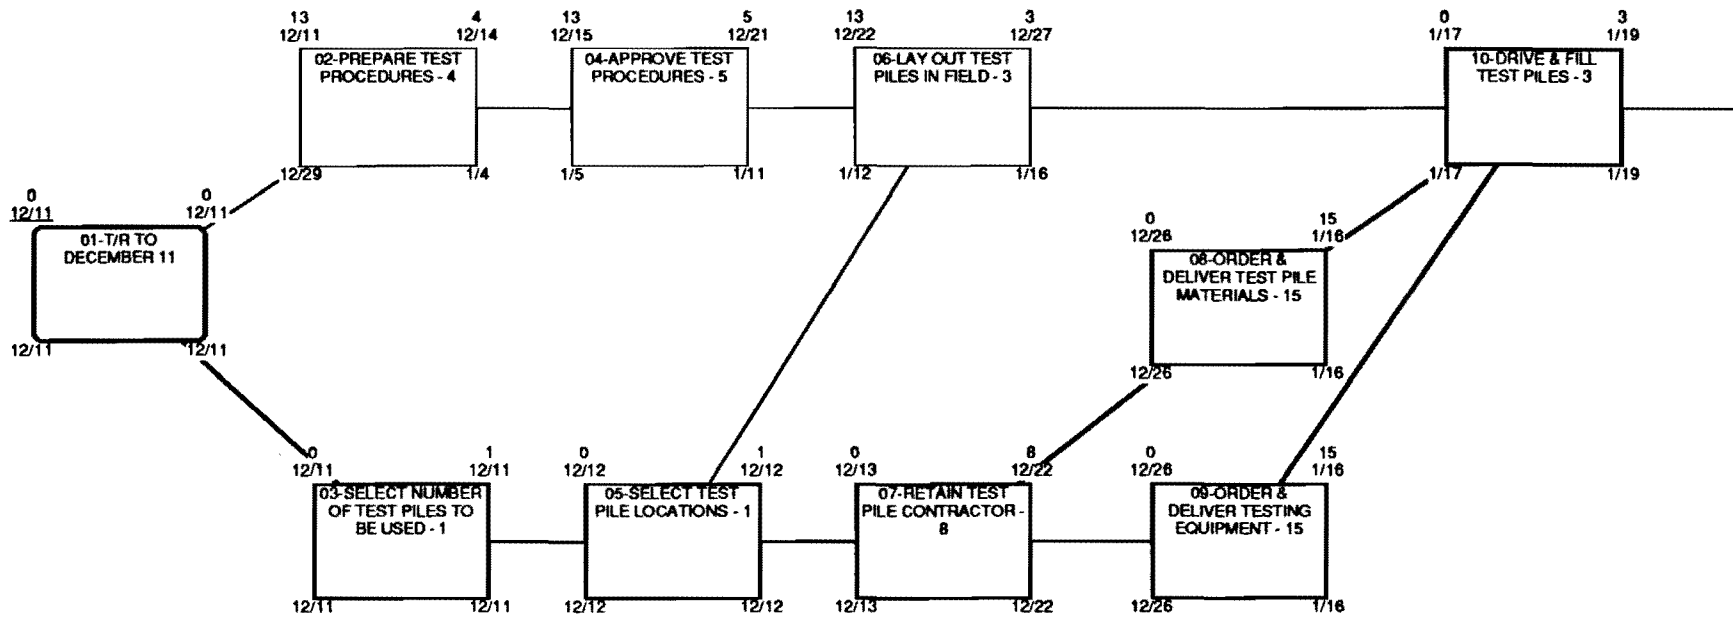 13 4
12/11 12/14
02-PREPARE TEST
PROCEDURES - 4
12/29 1/4
13 5
12/15 12/21
04-APPROVE TEST
PROCEDURES - 5
1/5 1/11
13 3
12/22 12/27
06-LAY OUT TEST
PILES IN FIELD - 3
1/12 1/16
0 3
1/17 1/19
10-DRIVE & FILL
TEST PILES - 3
1/17 1/19
0 0
12/11 12/11
01-T/R TO
DECEMBER 11
12/11 12/11
0 15
12/26 1/16
08-ORDER &
DELIVER TEST PILE
MATERIALS - 15
12/26 1/16
0 1
12/11 12/11
03-SELECT NUMBER
OF TEST PILES TO
BE USED - 1
12/11 12/11
0 1
12/12 12/12
05-SELECT TEST
PILE LOCATIONS - 1
12/12 12/12
0 8
12/13 12/22
07-RETAIN TEST
PILE CONTRACTOR -
8
12/13 12/22
0 15
12/26 1/16
09-ORDER &
DELIVER TESTING
EQUIPMENT - 15
12/26 1/16